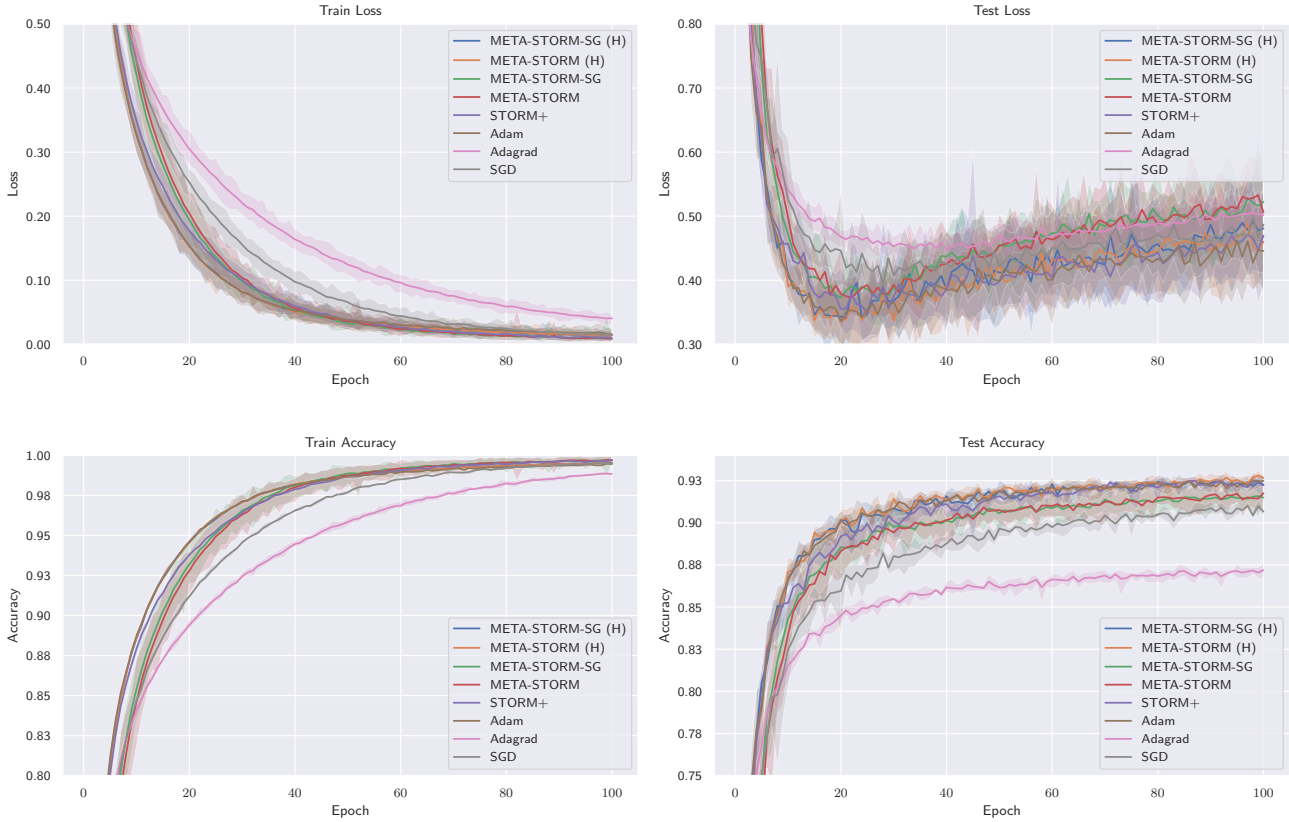 Train Loss
0.50
0.40
0.30
0.20
0.10
0.00
Loss
0 20 40 60 80 100
Epoch
META-STORM-SG (H)
META-STORM (H)
META-STORM-SG
META-STORM
STORM+
Adam
Adagrad
SGD
Test Loss
0.80
0.70
0.60
0.50
0.40
0.30
Loss
0 20 40 60 80 100
Epoch
META-STORM-SG (H)
META-STORM (H)
META-STORM-SG
META-STORM
STORM+
Adam
Adagrad
SGD
Train Accuracy
1.00
0.98
0.95
0.93
0.90
0.88
0.85
0.83
0.80
Accuracy
0 20 40 60 80 100
Epoch
META-STORM-SG (H)
META-STORM (H)
META-STORM-SG
META-STORM
STORM+
Adam
Adagrad
SGD
Test Accuracy
0.93
0.90
0.88
0.85
0.83
0.80
0.78
0.75
Accuracy
0 20 40 60 80 100
Epoch
META-STORM-SG (H)
META-STORM (H)
META-STORM-SG
META-STORM
STORM+
Adam
Adagrad
SGD